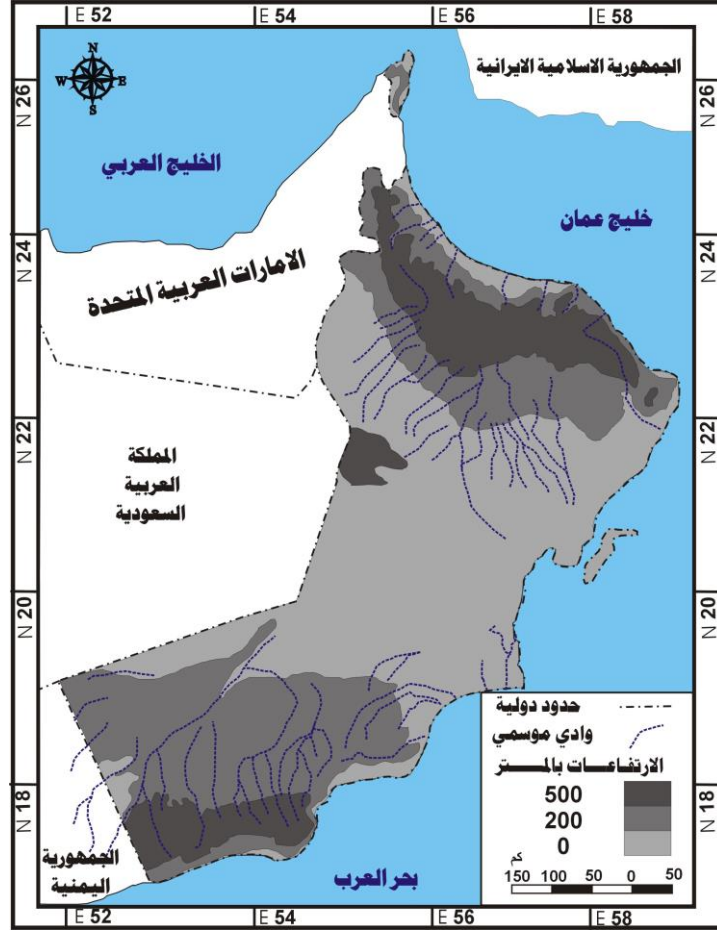 E 52
E 54
E 56
E 58
N
W
E
S
الجمهورية الاسلامية الايرانية
الخليج العربي
خليج عمان
الامارات العربية المتحدة
المملكة
العربية
السعودية
N 26
N 24
N 22
N 20
N 18
N 26
N 24
N 22
N 20
N 18
حدود دولية
وادي موسمي
الارتفاعات بالمتر
500
200
0
كم
150 100 50 0 50
الجمهورية
اليمنية
بحر العرب
E 52
E 54
E 56
E 58